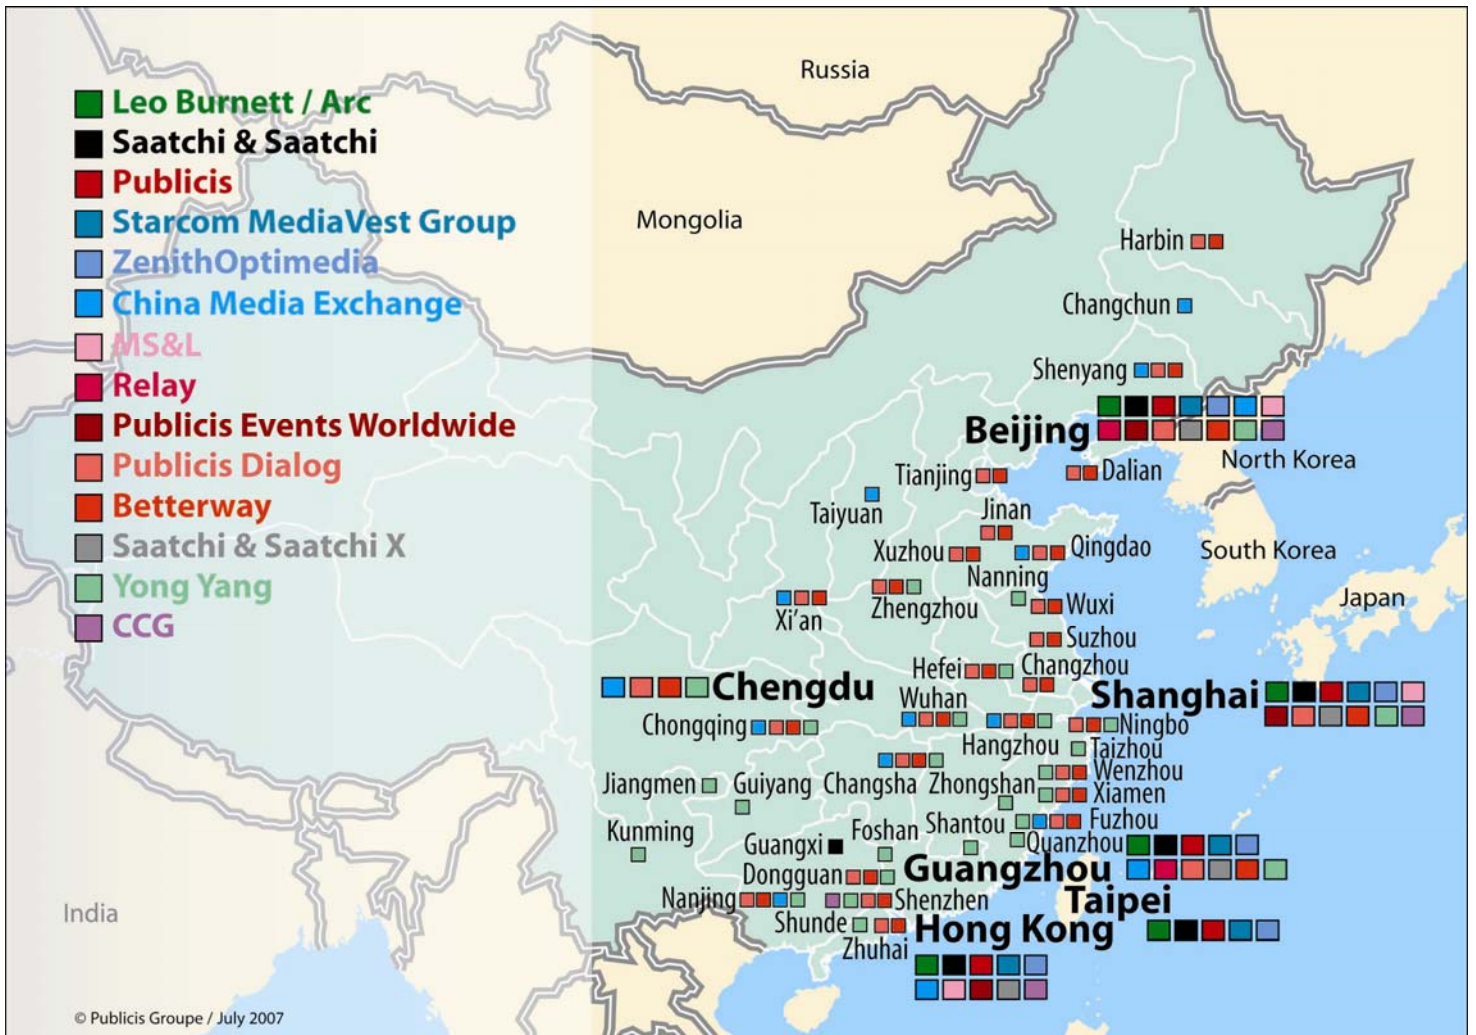 Leo Burnett / Arc
Saatchi & Saatchi
Publicis
Starcom MediaVest Group
ZenithOptimedia
China Media Exchange
MS&L
Relay
Publicis Events Worldwide
Publicis Dialog
Betterway
Saatchi & Saatchi X
Yong Yang
CCG
Russia
Mongolia
Harbin
Changchun
Shenyang
Beijing
North Korea
Tianjing
Dalian
Taiyuan
Jinan
Xuzhou
Qingdao
South Korea
Nanning
Zhengzhou
Wuxi
Japan
Xi'an
Suzhou
Hefei
Changzhou
Chengdu
Wuhan
Shanghai
Chongqing
Ningbo
Hangzhou
Taizhou
Jiangmen
Guiyang
Changsha
Zhongshan
Wenzhou
Xiamen
Kunming
Guangxi
Foshan
Shantou
Fuzhou
Quanzhou
Dongguan
Guangzhou
Nanjing
Shenzhen
Taipei
India
Shunde
Zhuhai
Hong Kong
© Publicis Groupe / July 2007